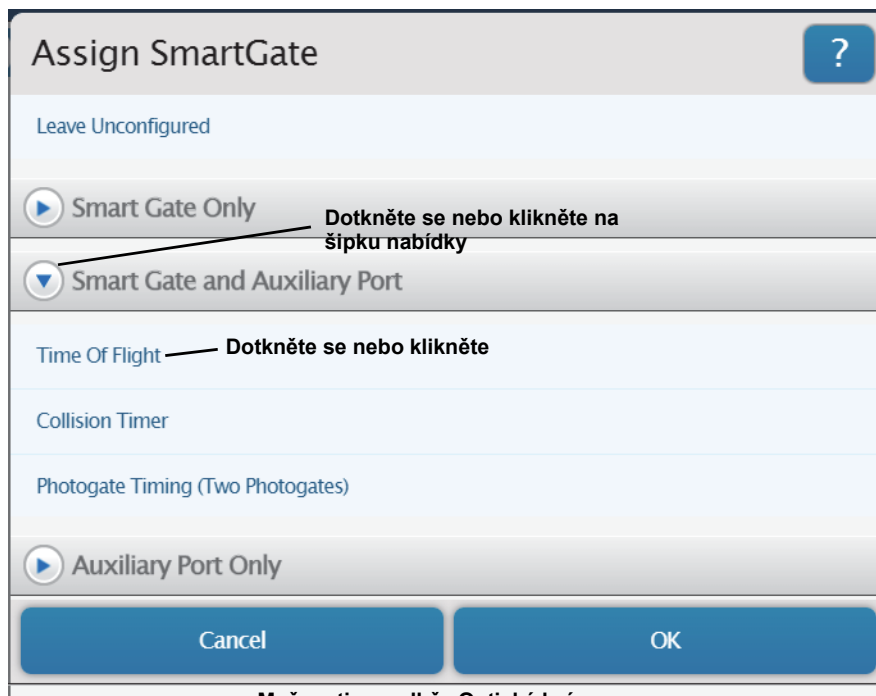 Assign SmartGate
?
Leave Unconfigured
Smart Gate Only
Dotkněte se nebo klikněte na
šipku nabídky
Smart Gate and Auxiliary Port
Time Of Flight
Dotkněte se nebo klikněte
Collision Timer
Photogate Timing (Two Photogates)
Auxiliary Port Only
Cancel
OK